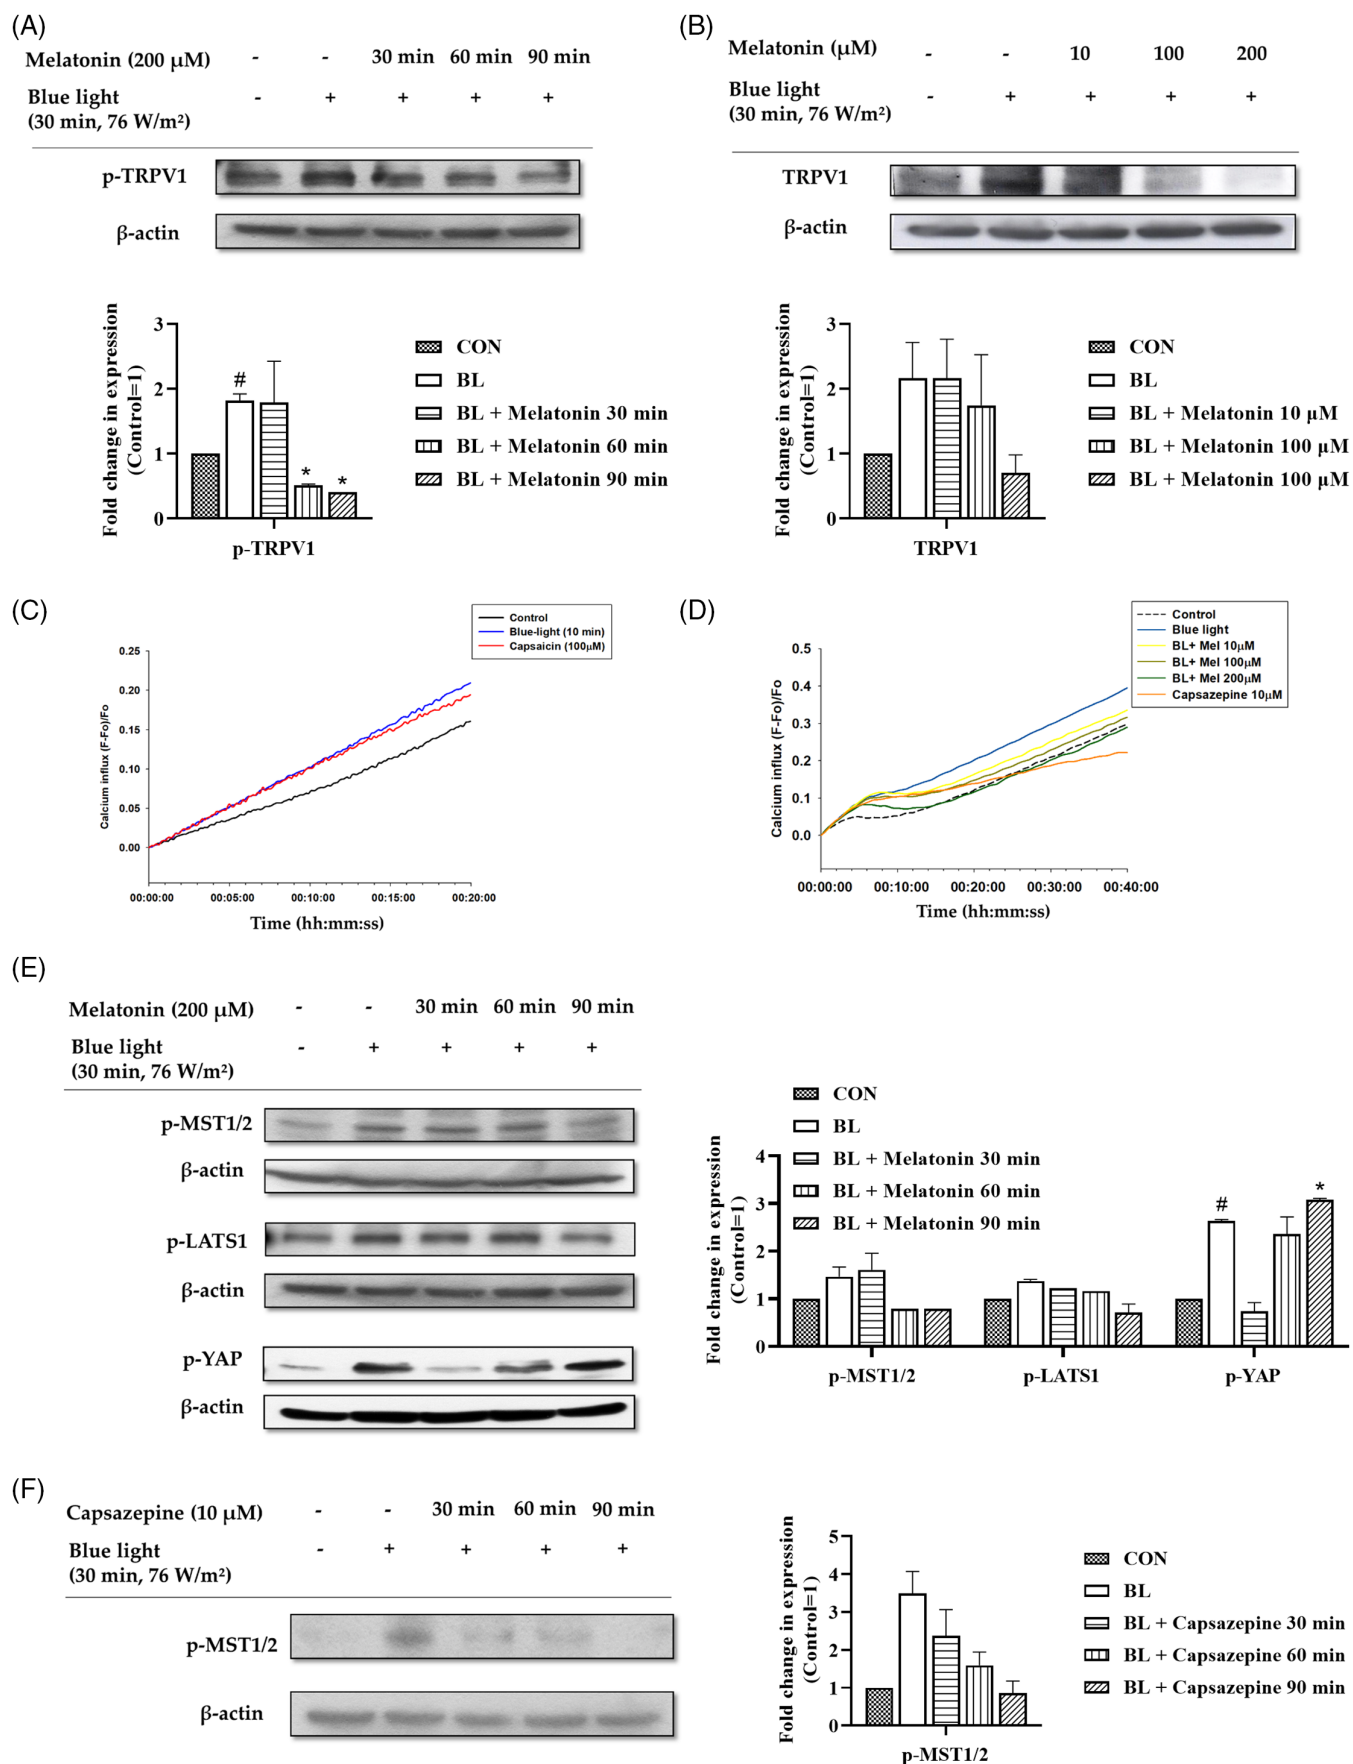 (A)
Melatonin (200 μM) - - 30 min 60 min 90 min
Blue light - + + + +
(30 min, 76 W/m²)
p-TRPV1
β-actin
Fold change in expression
(Control=1)
3
2
1
0
#
*
*
p-TRPV1
CON
BL
BL + Melatonin 30 min
BL + Melatonin 60 min
BL + Melatonin 90 min
(B)
Melatonin (μM) - - 10 100 200
Blue light - + + + +
(30 min, 76 W/m²)
TRPV1
β-actin
Fold change in expression
(Control=1)
3
2
1
0
TRPV1
CON
BL
BL + Melatonin 10 μM
BL + Melatonin 100 μM
BL + Melatonin 100 μM
(C)
Control
Blue-light (10 min)
Capsaicin (100μM)
Calcium influx (F-Fo)/Fo
0.25
0.20
0.15
0.10
0.05
0.00
00:00:00 00:05:00 00:10:00 00:15:00 00:20:00
Time (hh:mm:ss)
(D)
Control
Blue light
BL+ Mel 10μM
BL+ Mel 100μM
BL+ Mel 200μM
Capsazepine 10μM
Calcium influx (F-Fo)/Fo
0.5
0.4
0.3
0.2
0.1
0.0
00:00:00 00:10:00 00:20:00 00:30:00 00:40:00
Time (hh:mm:ss)
(E)
Melatonin (200 μM) - - 30 min 60 min 90 min
Blue light - + + + +
(30 min, 76 W/m²)
p-MST1/2
β-actin
p-LATS1
β-actin
p-YAP
β-actin
CON
BL
BL + Melatonin 30 min
BL + Melatonin 60 min
BL + Melatonin 90 min
Fold change in expression
(Control=1)
4
3
2
1
0
#
*
p-MST1/2 p-LATS1 p-YAP
(F)
Capsazepine (10 μM) - - 30 min 60 min 90 min
Blue light - + + + +
(30 min, 76 W/m²)
p-MST1/2
β-actin
Fold change in expression
(Control=1)
5
4
3
2
1
0
p-MST1/2
CON
BL
BL + Capsazepine 30 min
BL + Capsazepine 60 min
BL + Capsazepine 90 min